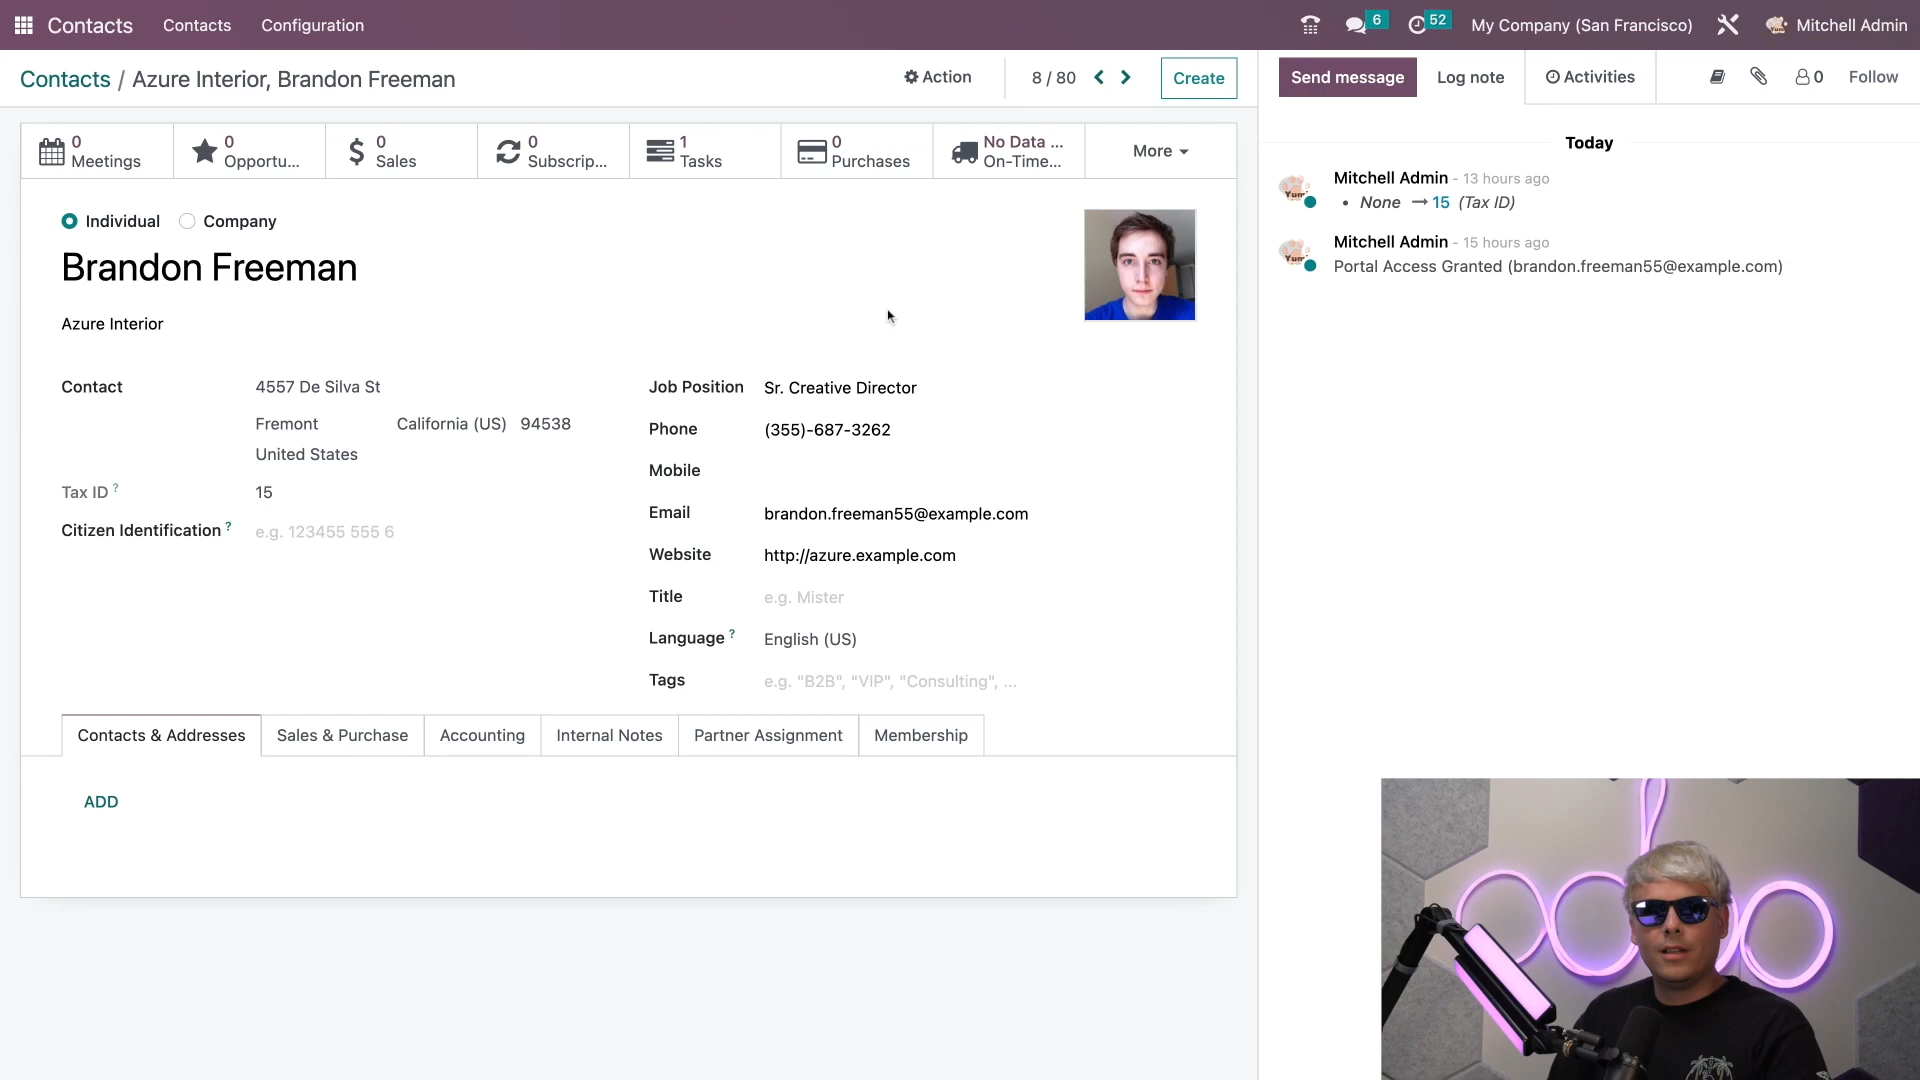 Contacts Contacts Configuration 6 52 My Company (San Francisco) Mitchell Admin
Contacts / Azure Interior, Brandon Freeman Action 8 / 80 Create
Send message Log note Activities 0 Follow
0 Meetings
0 Opportu...
0 Sales
0 Subscrip...
1 Tasks
0 Purchases
No Data ... On-Time...
More
Individual Company
Brandon Freeman
Azure Interior
Contact 4557 De Silva St
Fremont California (US) 94538
United States
Tax ID ? 15
Citizen Identification ? e.g. 123455 555 6
Job Position Sr. Creative Director
Phone (355)-687-3262
Mobile
Email brandon.freeman55@example.com
Website http://azure.example.com
Title e.g. Mister
Language ? English (US)
Tags e.g. "B2B", "VIP", "Consulting", ...
Contacts & Addresses Sales & Purchase Accounting Internal Notes Partner Assignment Membership
ADD
Today
Mitchell Admin - 13 hours ago
• None → 15 (Tax ID)
Mitchell Admin - 15 hours ago
Portal Access Granted (brandon.freeman55@example.com)
odoo